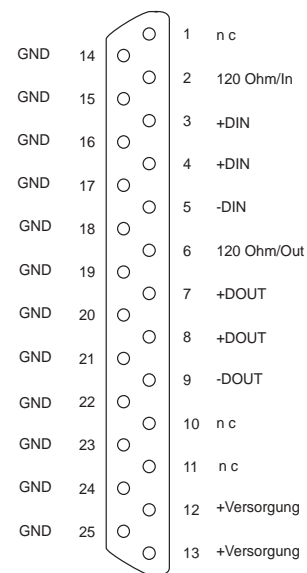 1 n c
GND 14
2 120 Ohm/In
GND 15
3 +DIN
GND 16
4 +DIN
GND 17
5 -DIN
GND 18
6 120 Ohm/Out
GND 19
7 +DOUT
GND 20
8 +DOUT
GND 21
9 -DOUT
GND 22
10 n c
GND 23
11 n c
GND 24
12 +Versorgung
GND 25
13 +Versorgung